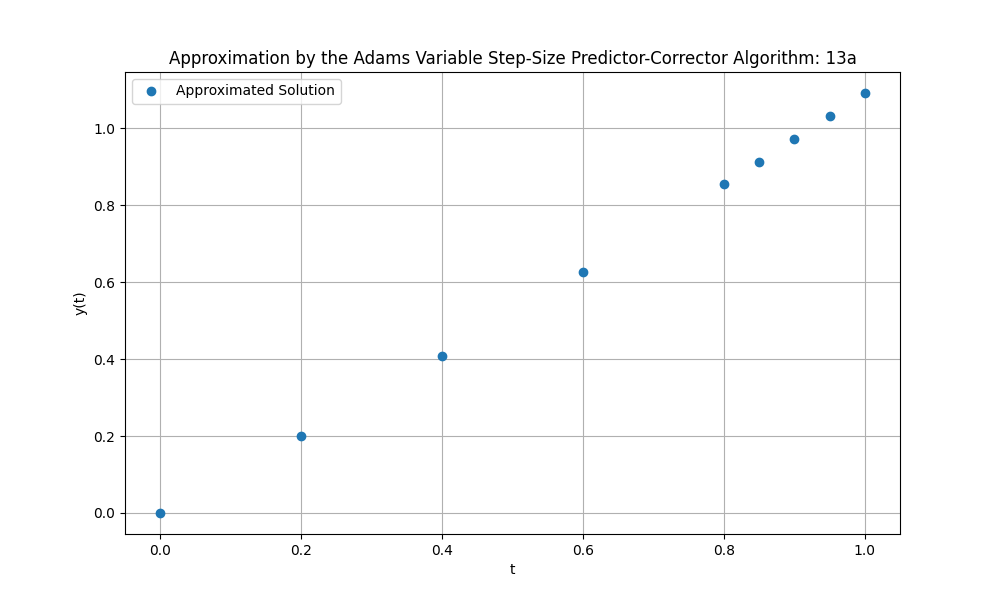 Approximation by the Adams Variable Step-Size Predictor-Corrector Algorithm: 13a
Approximated Solution
1.0
0.8
0.6
0.4
0.2
0.0
y(t)
0.0 0.2 0.4 0.6 0.8 1.0
t